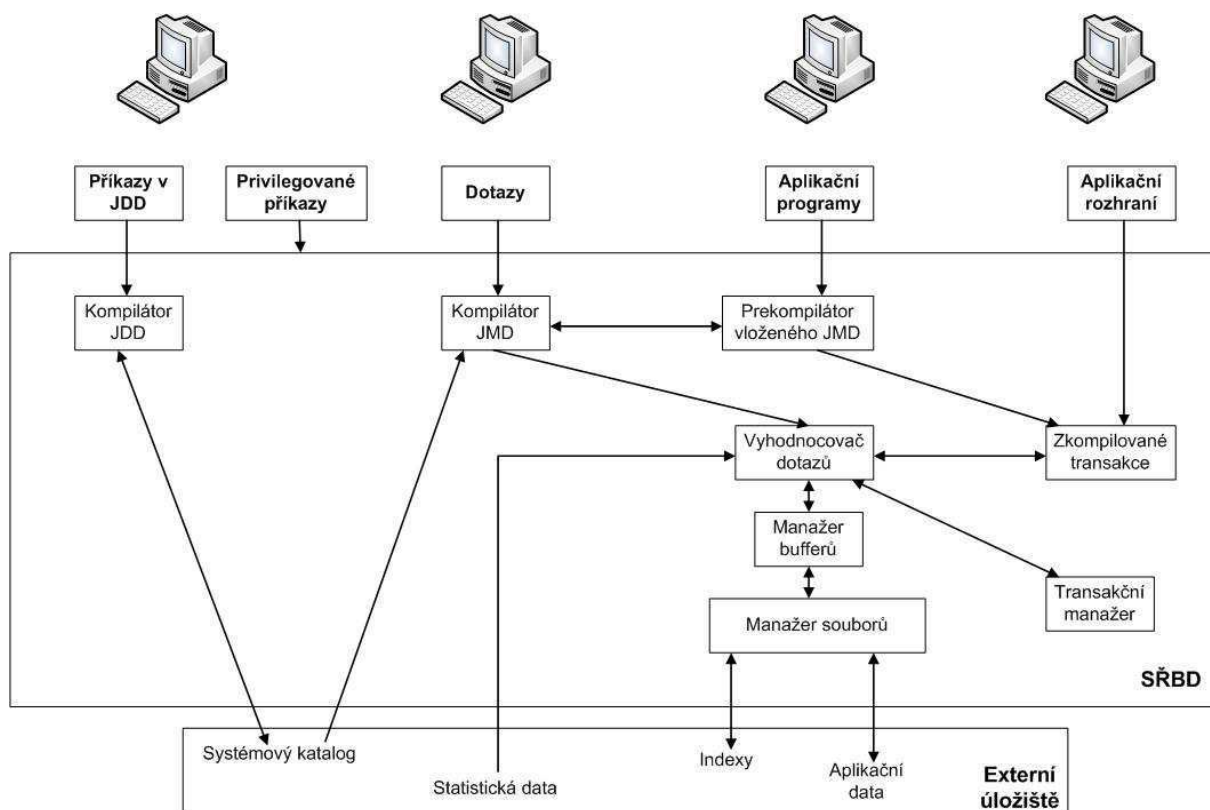 Příkazy v
JDD
Privilegované
příkazy
Dotazy
Aplikační
programy
Aplikační
rozhraní
Kompilátor
JDD
Kompilátor
JMD
Prekompilátor
vloženého JMD
Vyhodnocovač
dotazů
Zkompilované
transakce
Manažer
bufferů
Transakční
manažer
Manažer souborů
SŘBD
Systémový katalog
Statistická data
Indexy
Aplikační
data
Externí
úložiště